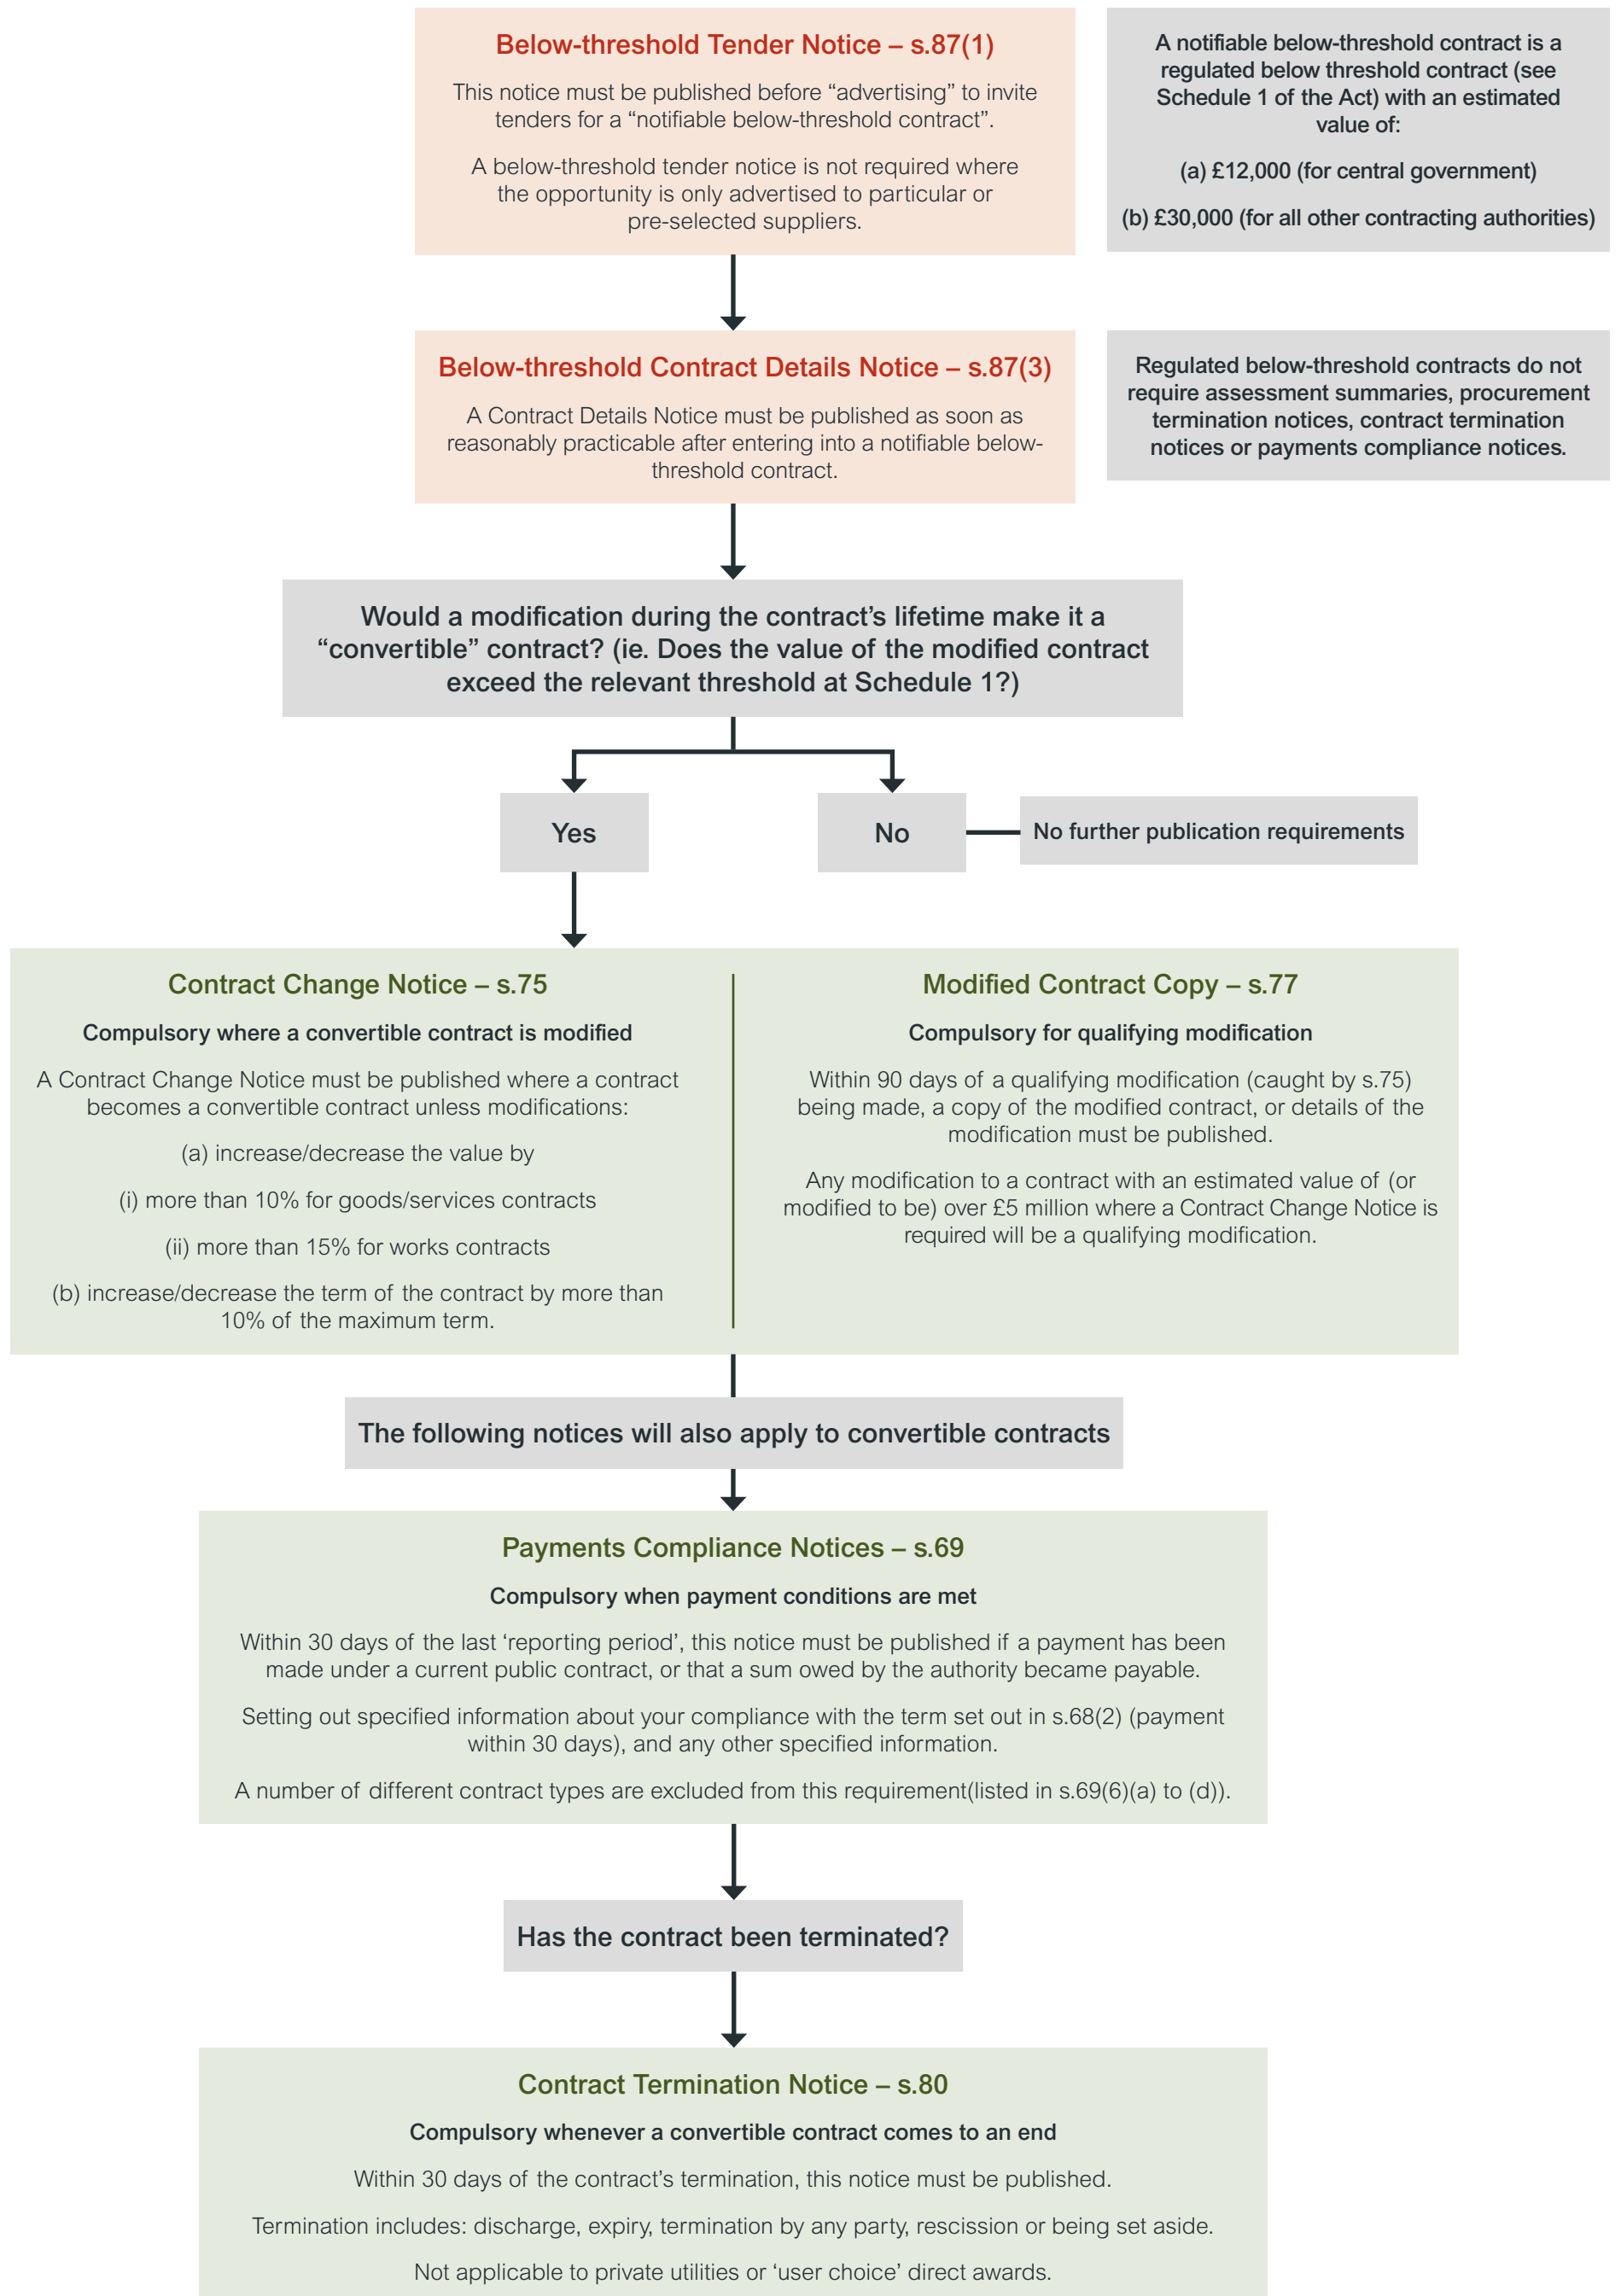 Below-threshold Tender Notice – s.87(1)
This notice must be published before “advertising” to invite
tenders for a “notifiable below-threshold contract”.
A below-threshold tender notice is not required where
the opportunity is only advertised to particular or
pre-selected suppliers.
A notifiable below-threshold contract is a
regulated below threshold contract (see
Schedule 1 of the Act) with an estimated
value of:
(a) £12,000 (for central government)
(b) £30,000 (for all other contracting authorities)
Below-threshold Contract Details Notice – s.87(3)
A Contract Details Notice must be published as soon as
reasonably practicable after entering into a notifiable below-
threshold contract.
Regulated below-threshold contracts do not
require assessment summaries, procurement
termination notices, contract termination
notices or payments compliance notices.
Would a modification during the contract’s lifetime make it a
“convertible” contract? (ie. Does the value of the modified contract
exceed the relevant threshold at Schedule 1?)
Yes
No
No further publication requirements
Contract Change Notice – s.75
Compulsory where a convertible contract is modified
A Contract Change Notice must be published where a contract
becomes a convertible contract unless modifications:
(a) increase/decrease the value by
(i) more than 10% for goods/services contracts
(ii) more than 15% for works contracts
(b) increase/decrease the term of the contract by more than
10% of the maximum term.
Modified Contract Copy – s.77
Compulsory for qualifying modification
Within 90 days of a qualifying modification (caught by s.75)
being made, a copy of the modified contract, or details of the
modification must be published.
Any modification to a contract with an estimated value of (or
modified to be) over £5 million where a Contract Change Notice is
required will be a qualifying modification.
The following notices will also apply to convertible contracts
Payments Compliance Notices – s.69
Compulsory when payment conditions are met
Within 30 days of the last ‘reporting period’, this notice must be published if a payment has been
made under a current public contract, or that a sum owed by the authority became payable.
Setting out specified information about your compliance with the term set out in s.68(2) (payment
within 30 days), and any other specified information.
A number of different contract types are excluded from this requirement(listed in s.69(6)(a) to (d)).
Has the contract been terminated?
Contract Termination Notice – s.80
Compulsory whenever a convertible contract comes to an end
Within 30 days of the contract’s termination, this notice must be published.
Termination includes: discharge, expiry, termination by any party, rescission or being set aside.
Not applicable to private utilities or ‘user choice’ direct awards.